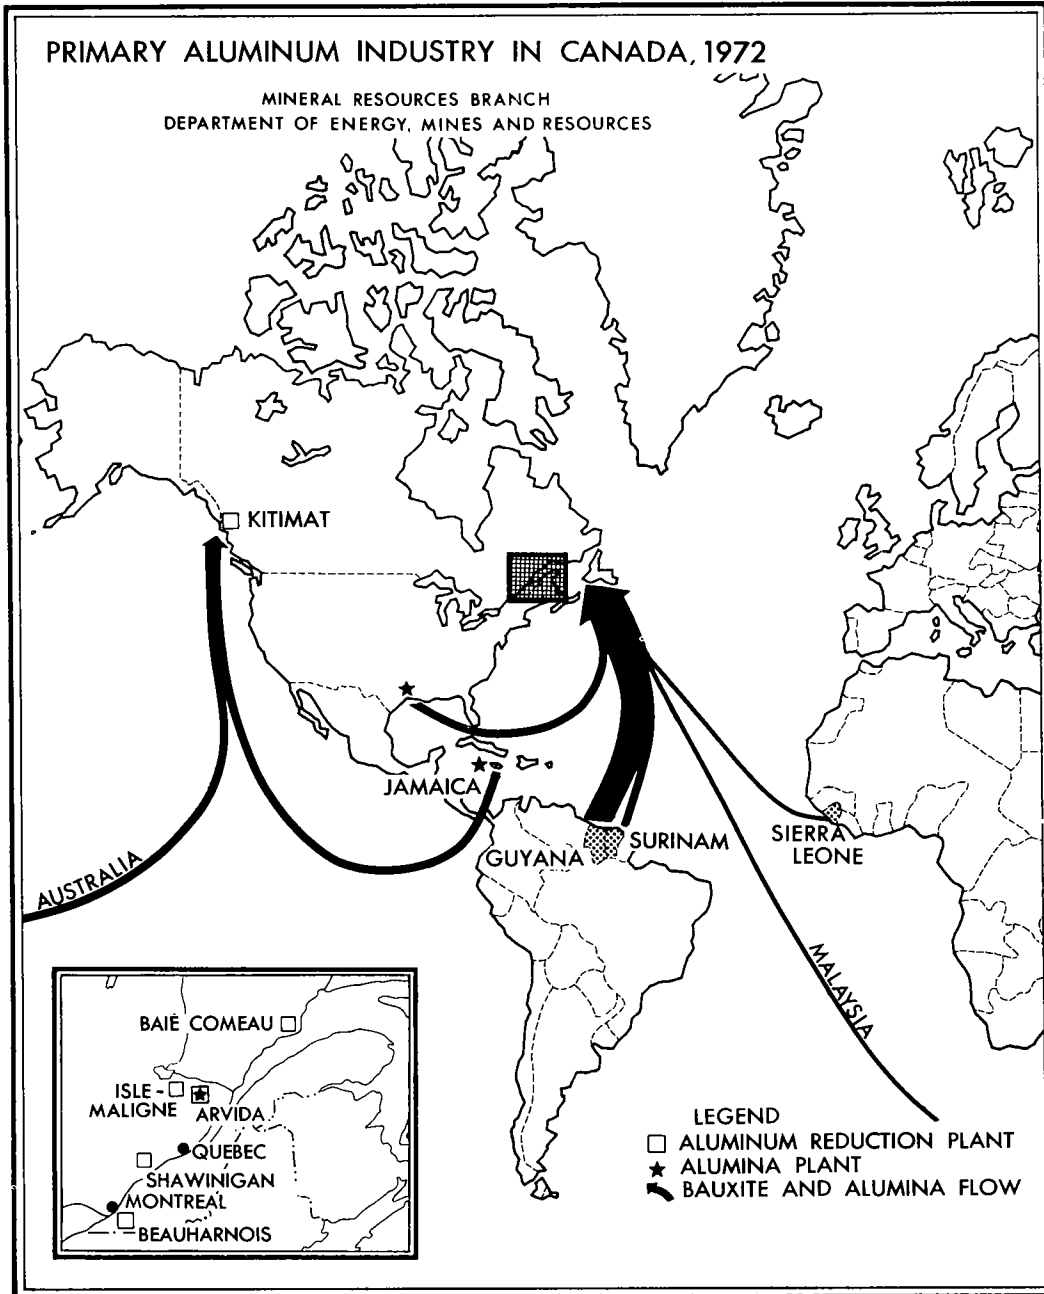 PRIMARY ALUMINUM INDUSTRY IN CANADA, 1972
MINERAL RESOURCES BRANCH
DEPARTMENT OF ENERGY, MINES AND RESOURCES
KITIMAT
JAMAICA
GUYANA
SURINAM
SIERRA
LEONE
AUSTRALIA
MALAYSIA
BAIE COMEAU
ISLE-
MALIGNE
ARVIDA
QUEBEC
SHAWINIGAN
MONTREAL
BEAUHARNOIS
LEGEND
ALUMINUM REDUCTION PLANT
ALUMINA PLANT
BAUXITE AND ALUMINA FLOW